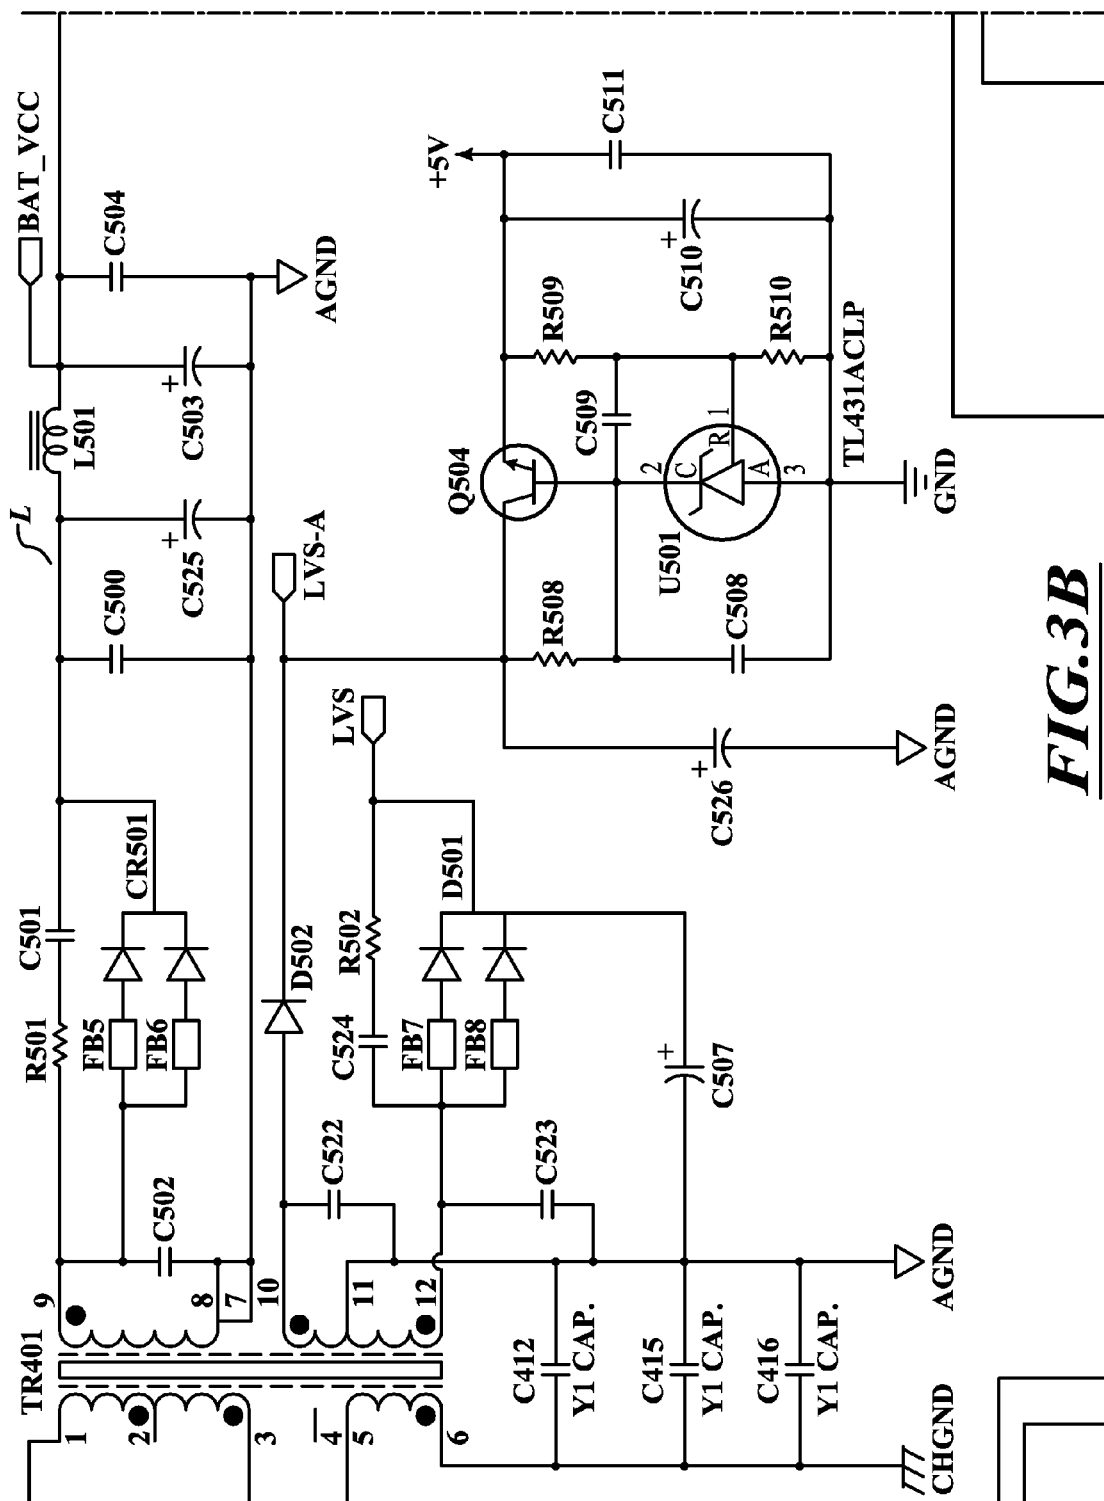 BAT_VCC
C504
AGND
L
L501
C503
C525
C500
LVS-A
+5V
C511
+
C510
R509
R510
C509
Q504
TL431ACLP
2
C
R
1
A
3
U501
GND
R508
C508
LVS
+
C526
AGND
C501
CR501
R501
FB5
FB6
D502
R502
D501
C524
FB7
FB8
+
C507
C502
C522
C523
TR401
9
8
7
10
11
12
1
2
3
4
5
6
C412
Y1 CAP.
C415
Y1 CAP.
C416
Y1 CAP.
AGND
CHGND
+
+
FIG.3B